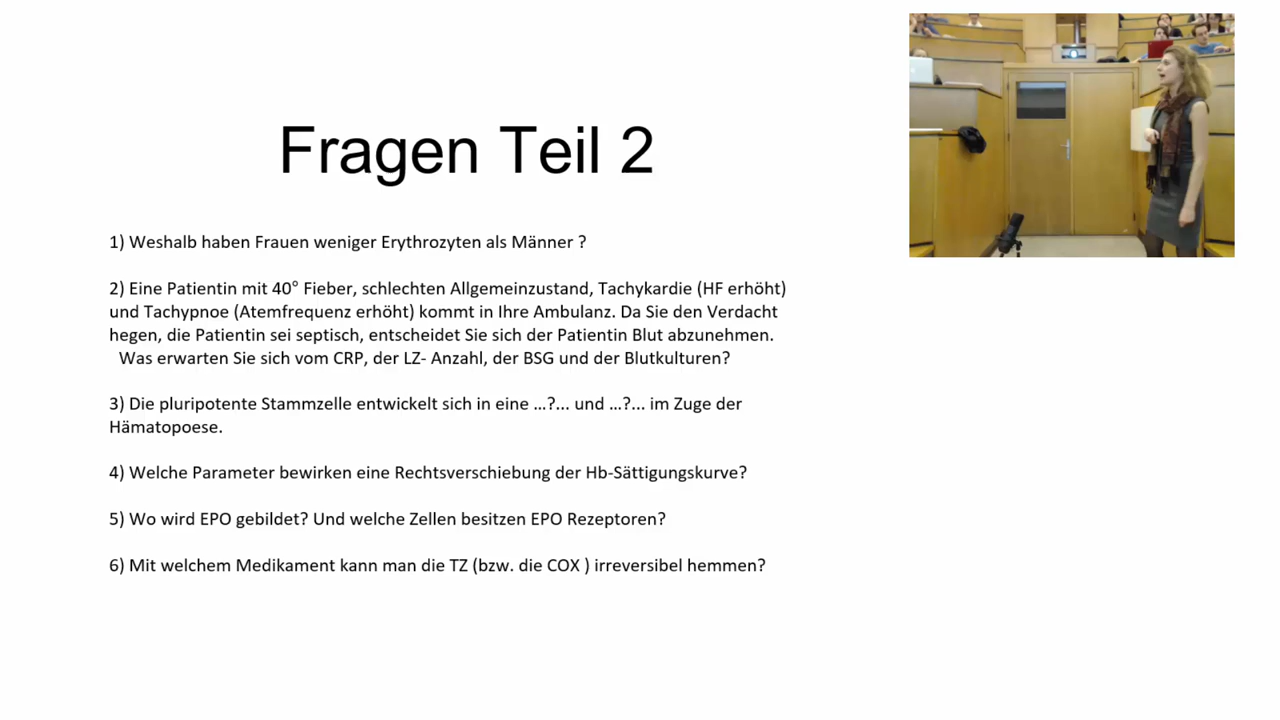 Fragen Teil 2
1) Weshalb haben Frauen weniger Erythrozyten als Männer ?
2) Eine Patientin mit 40° Fieber, schlechten Allgemeinzustand, Tachykardie (HF erhöht)
und Tachypnoe (Atemfrequenz erhöht) kommt in Ihre Ambulanz. Da Sie den Verdacht
hegen, die Patientin sei septisch, entscheidet Sie sich der Patientin Blut abzunehmen.
Was erwarten Sie sich vom CRP, der LZ- Anzahl, der BSG und der Blutkulturen?
3) Die pluripotente Stammzelle entwickelt sich in eine …?... und …?... im Zuge der
Hämatopoese.
4) Welche Parameter bewirken eine Rechtsverschiebung der Hb-Sättigungskurve?
5) Wo wird EPO gebildet? Und welche Zellen besitzen EPO Rezeptoren?
6) Mit welchem Medikament kann man die TZ (bzw. die COX ) irreversibel hemmen?